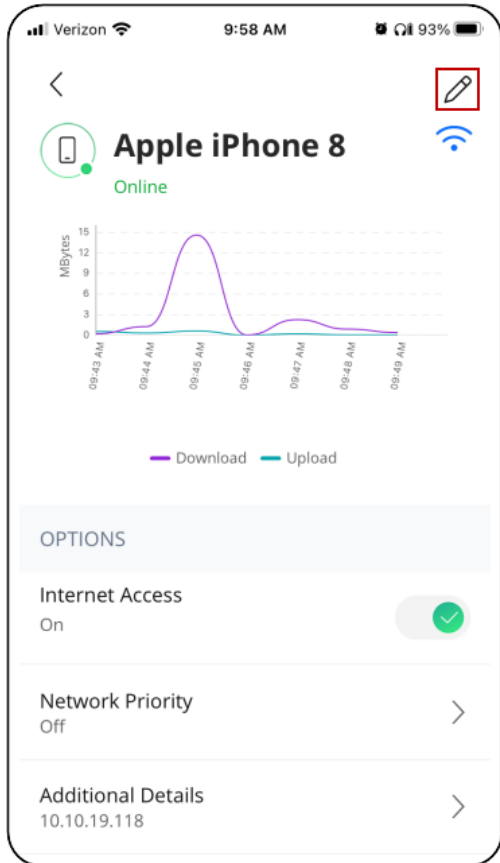 Verizon 9:58 AM 93%
Apple iPhone 8
Online
MBytes
15
12
9
6
3
0
09:43 AM 09:44 AM 09:45 AM 09:46 AM 09:47 AM 09:48 AM 09:49 AM
Download Upload
OPTIONS
Internet Access
On
Network Priority
Off
Additional Details
10.10.19.118